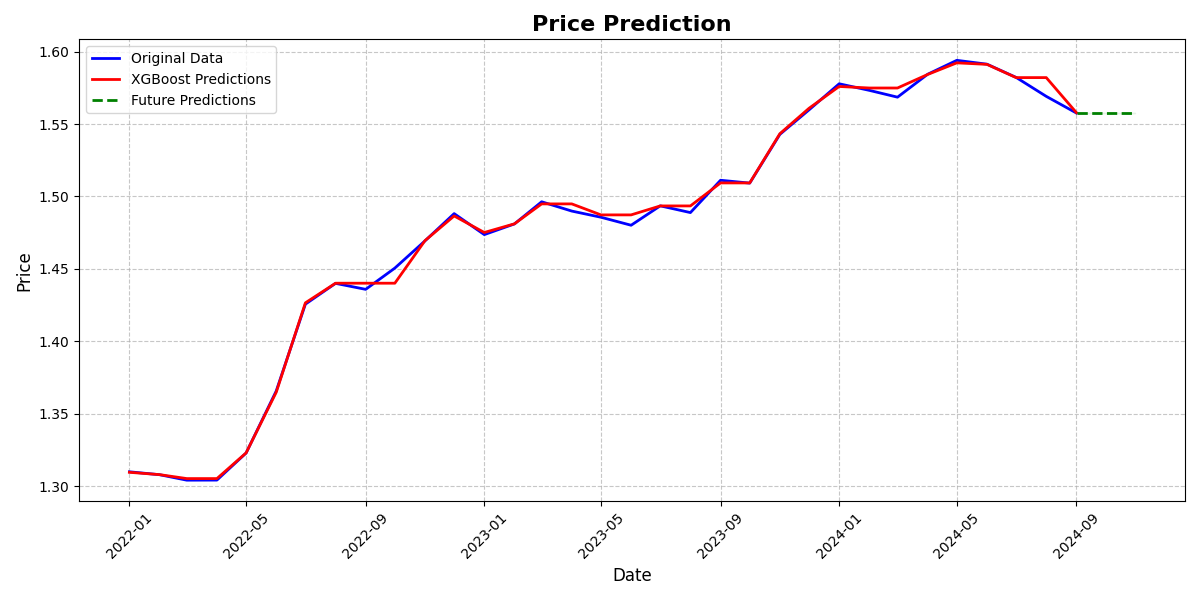 Price Prediction
Original Data
XGBoost Predictions
Future Predictions
1.60
1.55
1.50
1.45
1.40
1.35
1.30
Price
2022-01
2022-05
2022-09
2023-01
2023-05
2023-09
2024-01
2024-05
2024-09
Date